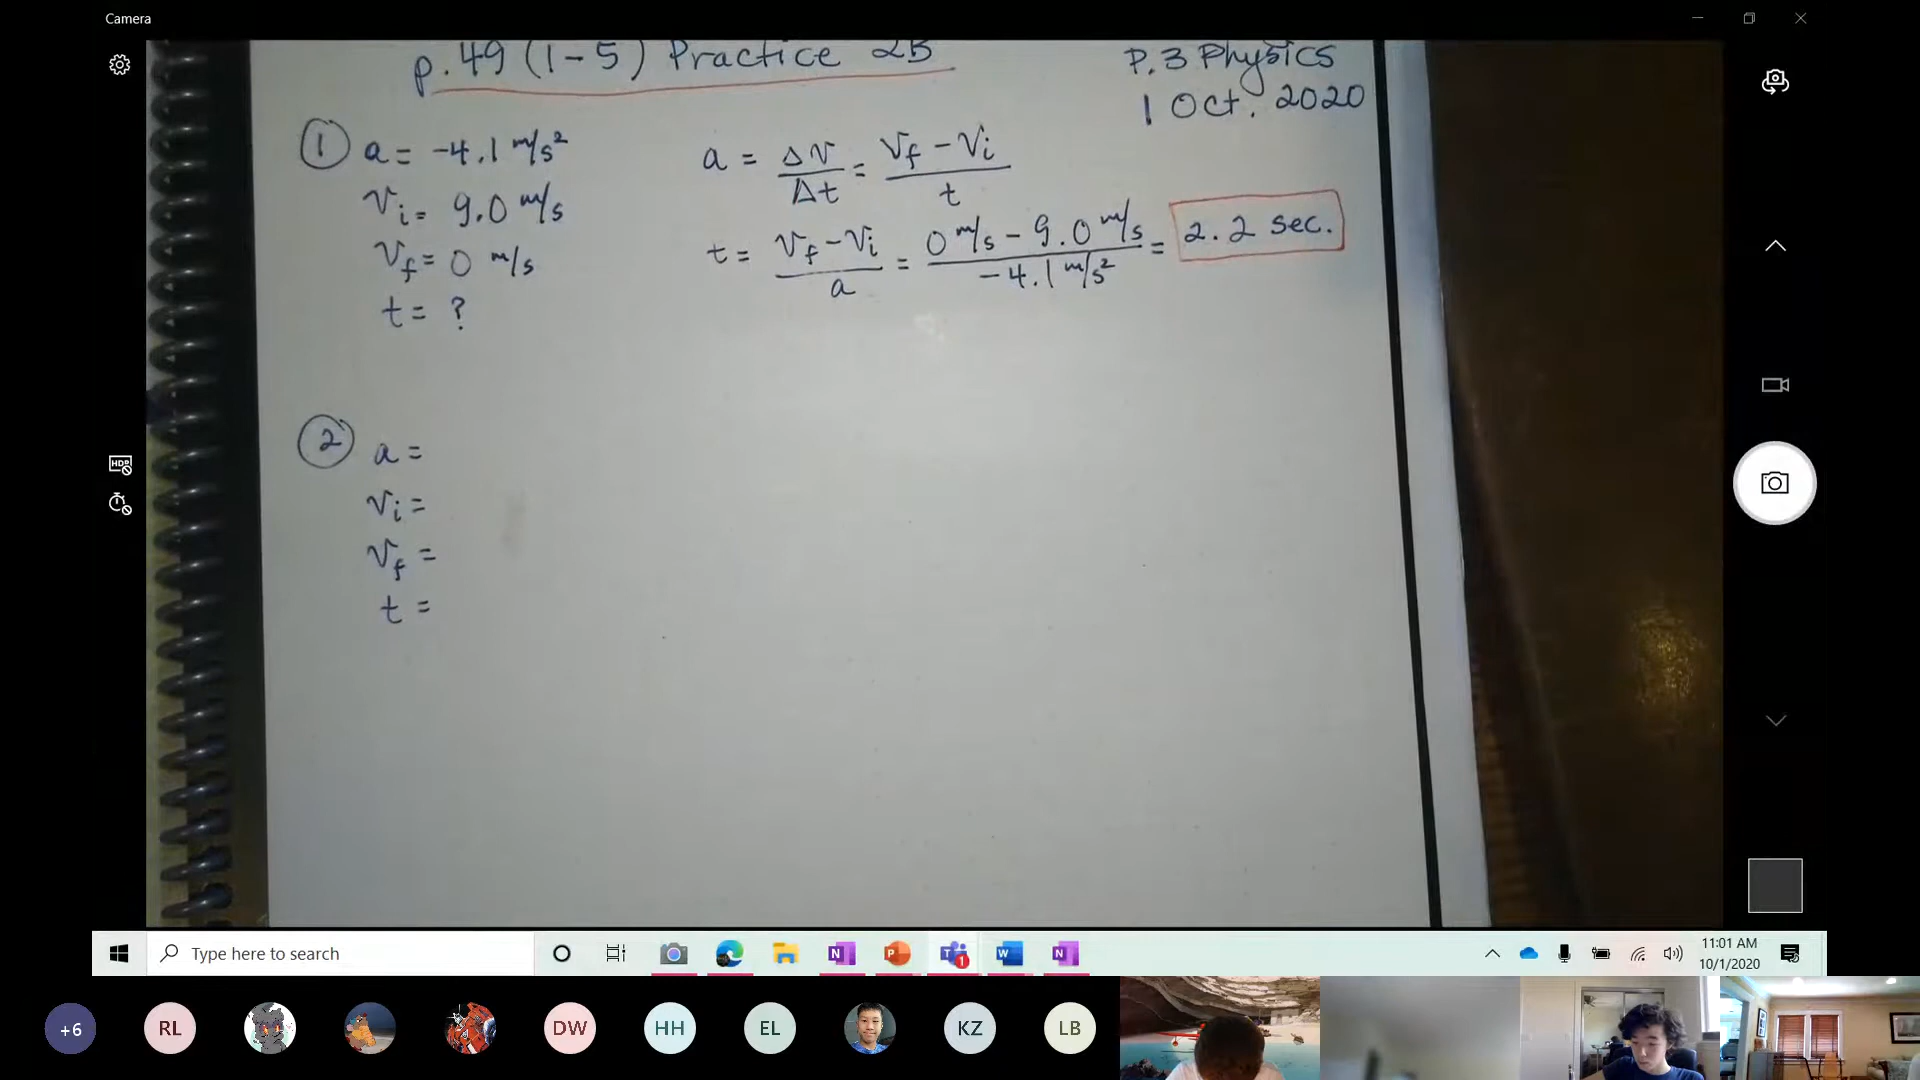 Camera
p.49 (1-5) Practice 2B
P.3 Physics
1 Oct. 2020
① a = -4.1 m/s²
vi = 9.0 m/s
vf = 0 m/s
t = ?
a = Δv/Δt = (vf - vi)/t
t = (vf - vi)/a = (0 m/s - 9.0 m/s)/(-4.1 m/s²) = 2.2 sec.
② a =
vi =
vf =
t =
HDR
Type here to search
N
P
T 1
W
N
11:01 AM
10/1/2020
+6
RL
DW
HH
EL
KZ
LB